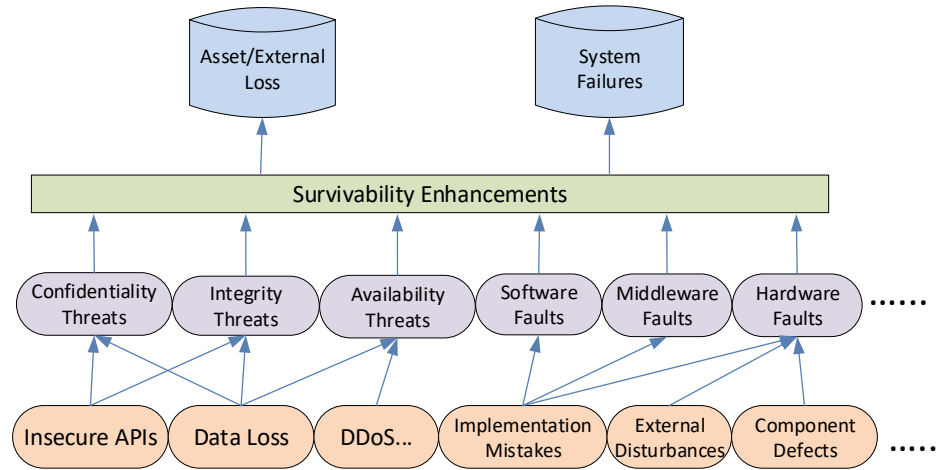 Asset/External
Loss
System
Failures
Survivability Enhancements
Confidentiality
Threats
Integrity
Threats
Availability
Threats
Software
Faults
Middleware
Faults
Hardware
Faults
......
Insecure APIs
Data Loss
DDoS...
Implementation
Mistakes
External
Disturbances
Component
Defects
.....